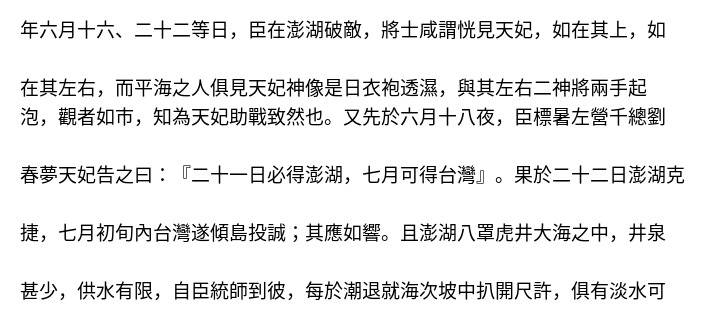 年六月十六、二十二等日，臣在澎湖破敵，將士咸謂恍見天妃，如在其上，如
在其左右，而平海之人俱見天妃神像是日衣袍透濕，與其左右二神將兩手起
泡，觀者如市，知為天妃助戰致然也。又先於六月十八夜，臣標署左營千總劉
春夢天妃告之曰：『二十一日必得澎湖，七月可得台灣』。果於二十二日澎湖克
捷，七月初旬內台灣遂傾島投誠；其應如響。且澎湖八罩虎井大海之中，井泉
甚少，供水有限，自臣統師到彼，每於潮退就海次坡中扒開尺許，俱有淡水可